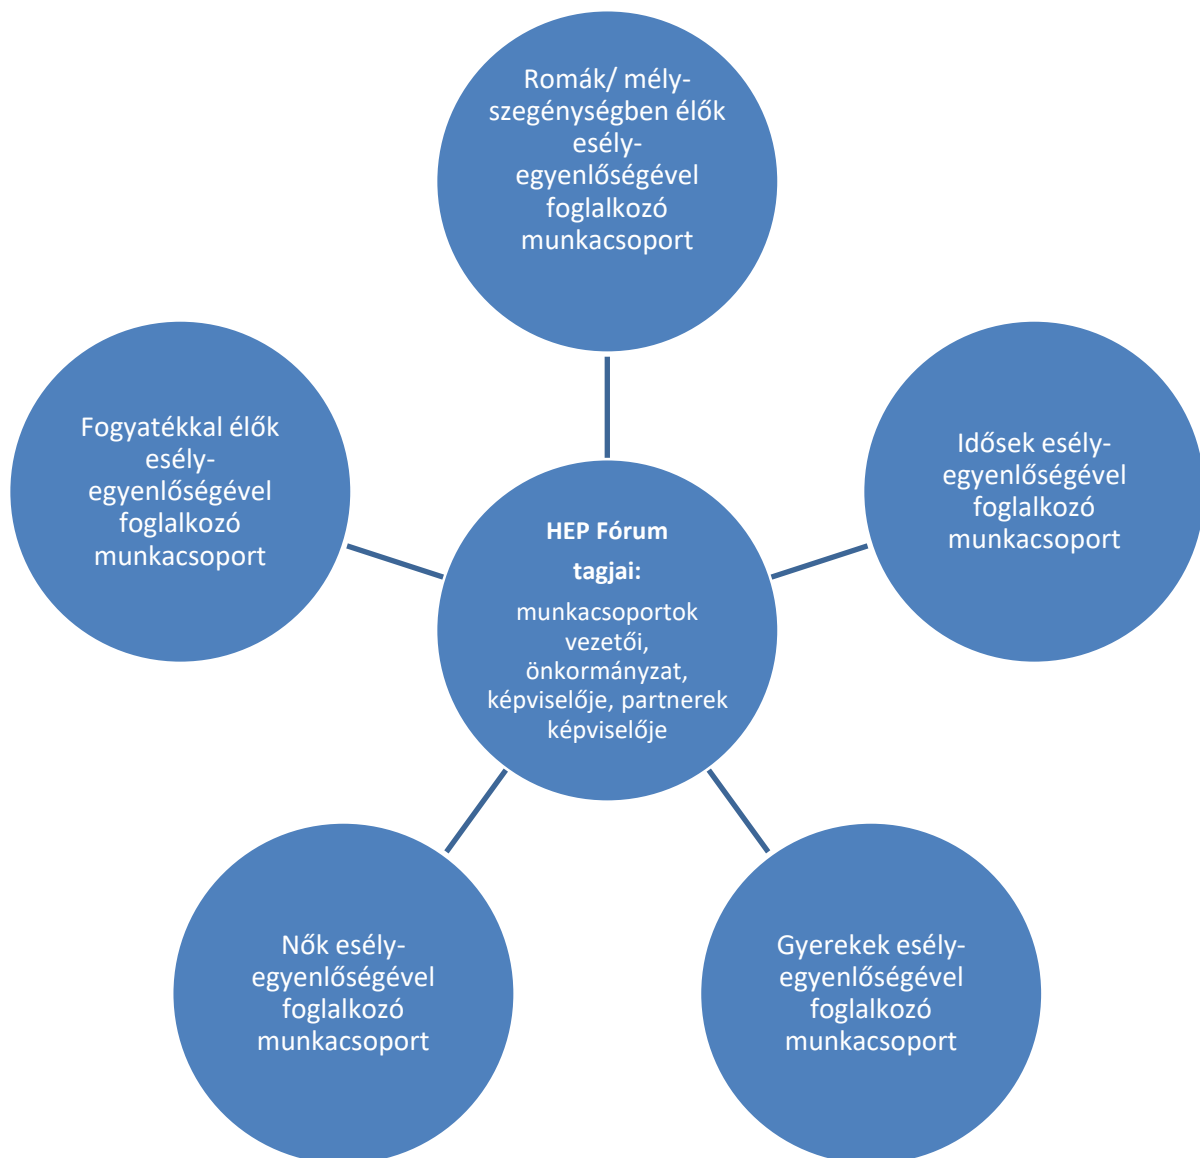 Romák/ mély-
szegénységben élők
esély-
egyenlőségével
foglalkozó
munkacsoport
Fogyatékkal élők
esély-
egyenlőségével
foglalkozó
munkacsoport
Idősek esély-
egyenlőségével
foglalkozó
munkacsoport
HEP Fórum
tagjai:
munkacsoportok
vezetői,
önkormányzat,
képviselője, partnerek
képviselője
Nők esély-
egyenlőségével
foglalkozó
munkacsoport
Gyerekek esély-
egyenlőségével
foglalkozó
munkacsoport